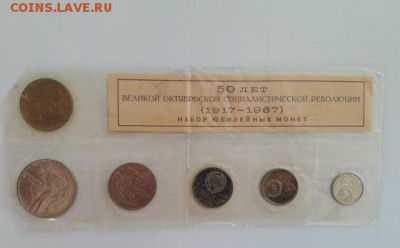 COINS.LAVE.RU
50 ЛЕТ
ВЕЛИКОЙ ОКТЯБРЬСКОЙ СОЦИАЛИСТИЧЕСКОЙ РЕВОЛЮЦИИ
(1917—1967)
НАБОР ЮБИЛЕЙНЫХ МОНЕТ